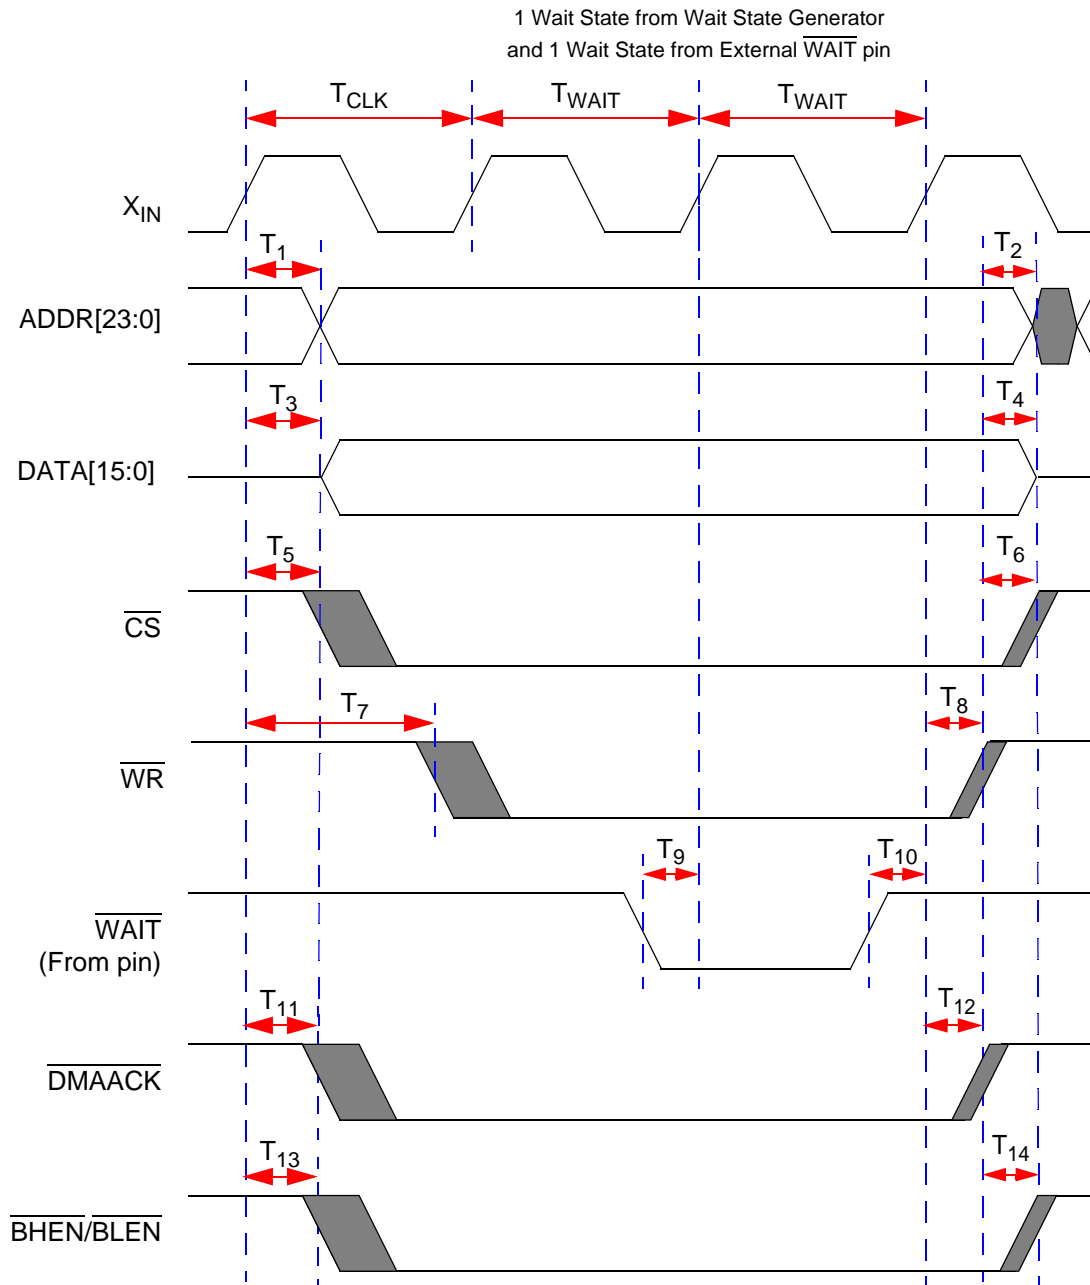 1 Wait State from Wait State Generator
and 1 Wait State from External WAIT pin
TCLK TWAIT TWAIT
XIN
T1 T2
ADDR[23:0]
T3 T4
DATA[15:0]
T5 T6
CS
T7 T8
WR
T9 T10
WAIT
(From pin)
T11 T12
DMAACK
T13 T14
BHEN/BLEN